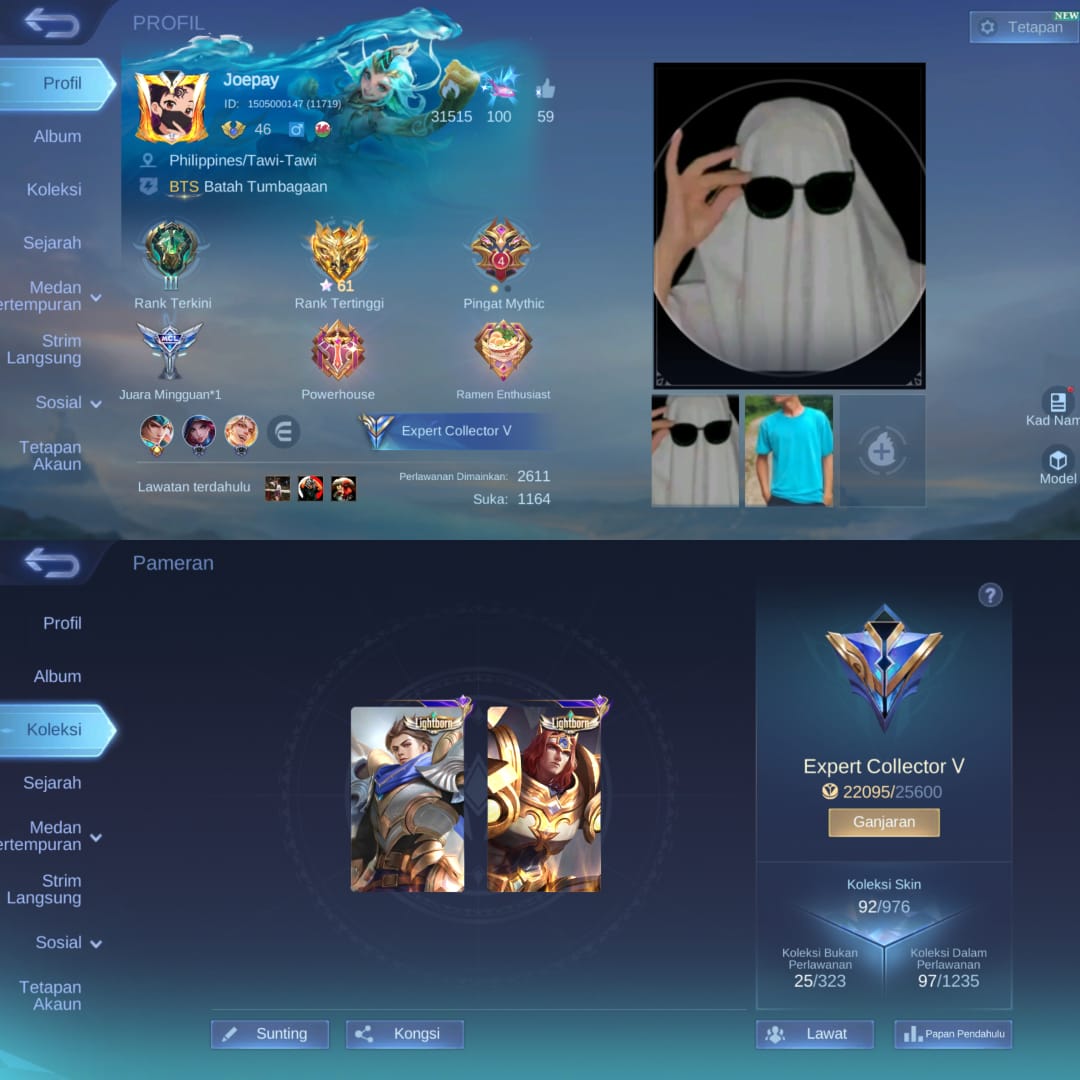 PROFIL
NEW
Tetapan
Profil
Album
Koleksi
Sejarah
Medan
ertempuran
Strim
Langsung
Sosial
Tetapan
Akaun
Joepay
ID: 1505000147 (11719)
46
31515
100
59
Philippines/Tawi-Tawi
BTS Batah Tumbagaan
III
Rank Terkini
61
Rank Tertinggi
4
Pingat Mythic
MCL
Juara Mingguan*1
Powerhouse
Ramen Enthusiast
Expert Collector V
Lawatan terdahulu
Perlawanan Dimainkan: 2611
Suka: 1164
Kad Nam
Model
Pameran
Profil
Album
Koleksi
Sejarah
Medan
ertempuran
Strim
Langsung
Sosial
Tetapan
Akaun
Lightborn
Lightborn
?
Expert Collector V
22095/25600
Ganjaran
Koleksi Skin
92/976
Koleksi Bukan
Perlawanan
25/323
Koleksi Dalam
Perlawanan
97/1235
Sunting
Kongsi
Lawat
Papan Pendahulu